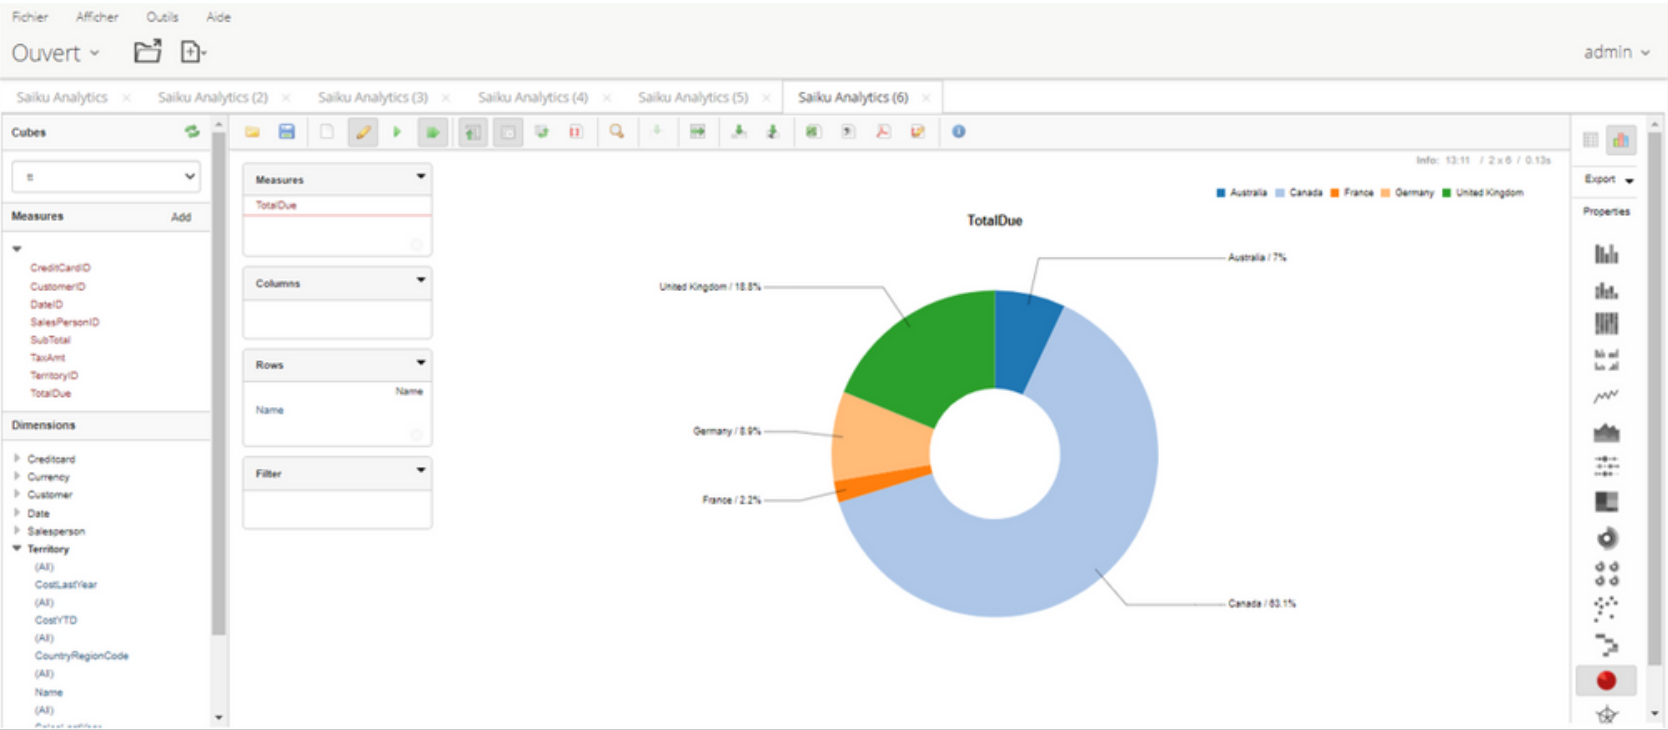 Fichier Afficher Outils Aide
Ouvert
admin
Saiku Analytics × Saiku Analytics (2) × Saiku Analytics (3) × Saiku Analytics (4) × Saiku Analytics (5) × Saiku Analytics (6) ×
Cubes
Measures Add
CreditCardID
CustomerID
DateID
SalesPersonID
SubTotal
TaxAmt
TerritoryID
TotalDue
Dimensions
Creditcard
Currency
Customer
Date
Salesperson
Territory
(All)
CostLastYear
(All)
CostYTD
(All)
CountryRegionCode
(All)
Name
(All)
Measures
TotalDue
Columns
Rows
Name
Name
Filter
Info: 13:11 / 2 x 6 / 0.13s
Australia Canada France Germany United Kingdom
TotalDue
Australia / 7%
United Kingdom / 18.8%
Germany / 8.9%
France / 2.2%
Canada / 63.1%
Export
Properties